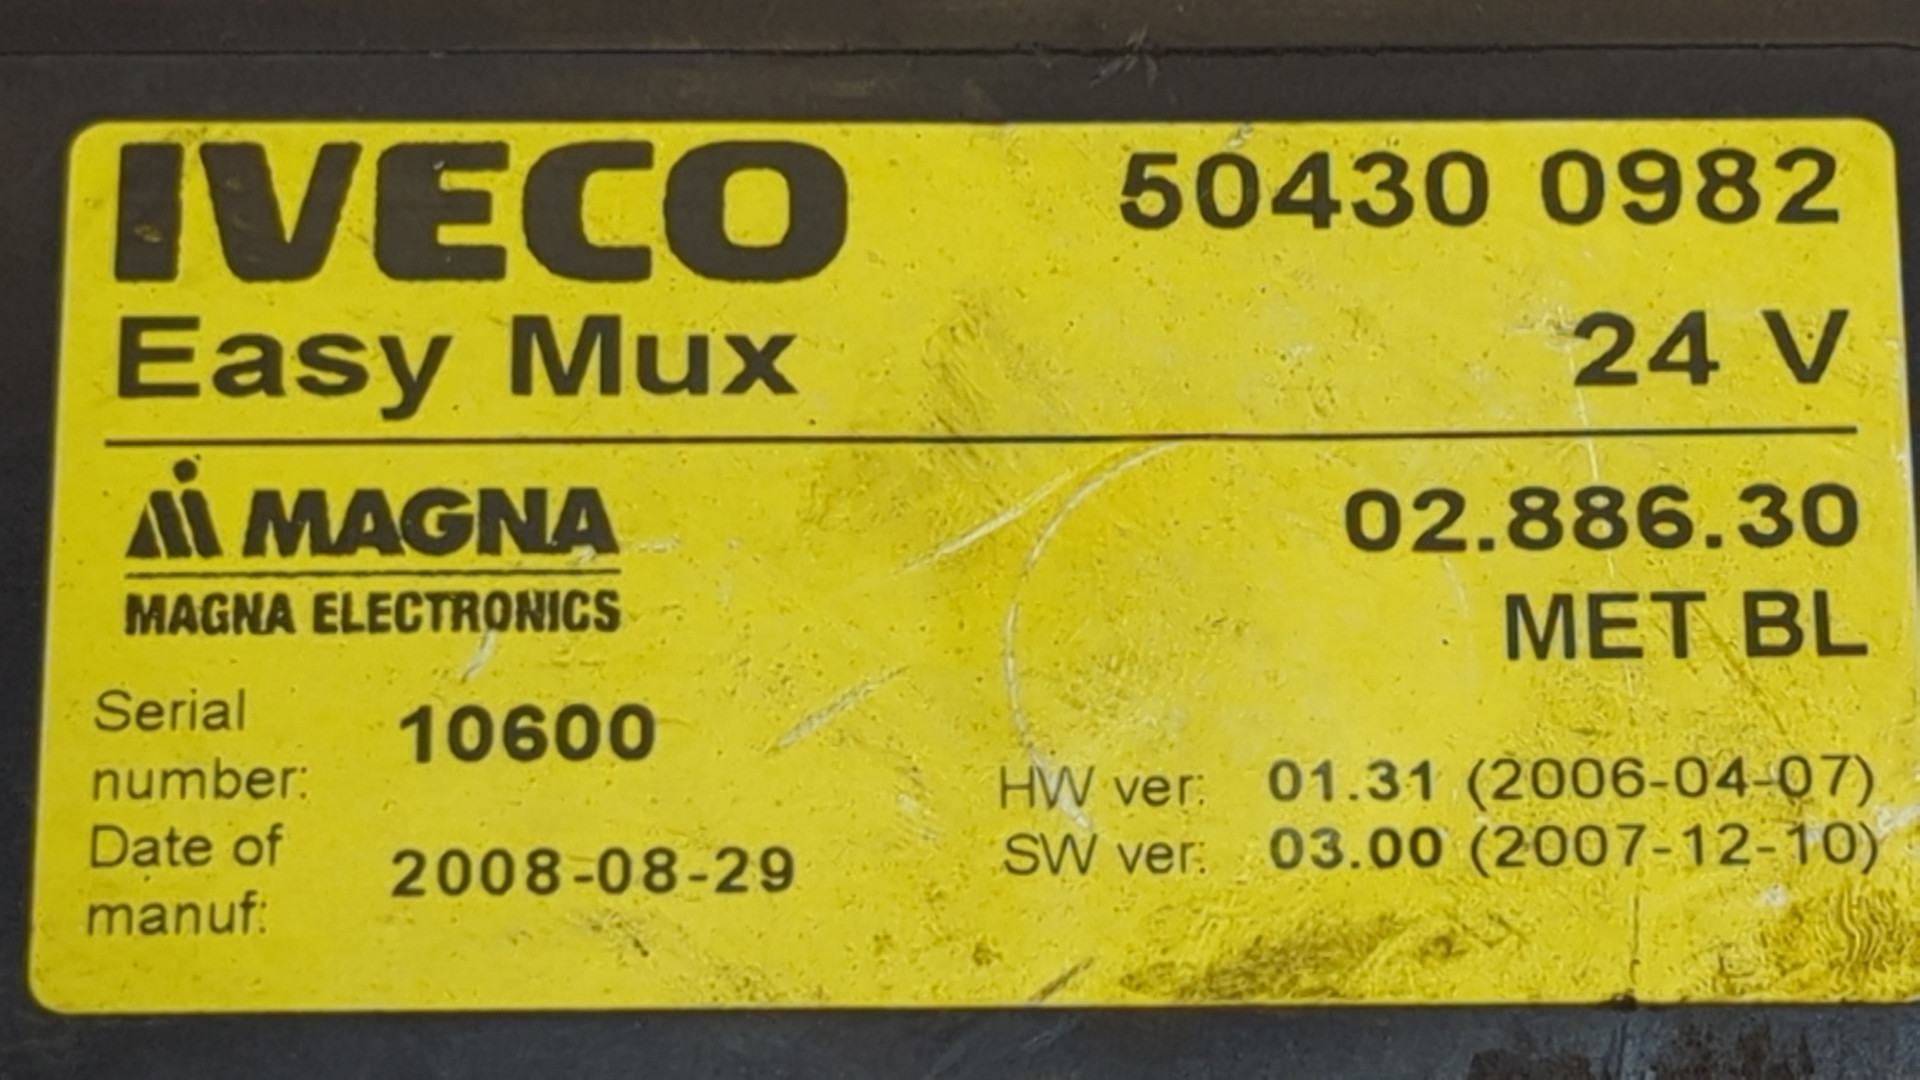 IVECO 50430 0982
Easy Mux 24 V
MAGNA 02.886.30
MAGNA ELECTRONICS MET BL
Serial number: 10600
HW ver: 01.31 (2006-04-07)
Date of manuf: 2008-08-29
SW ver: 03.00 (2007-12-10)